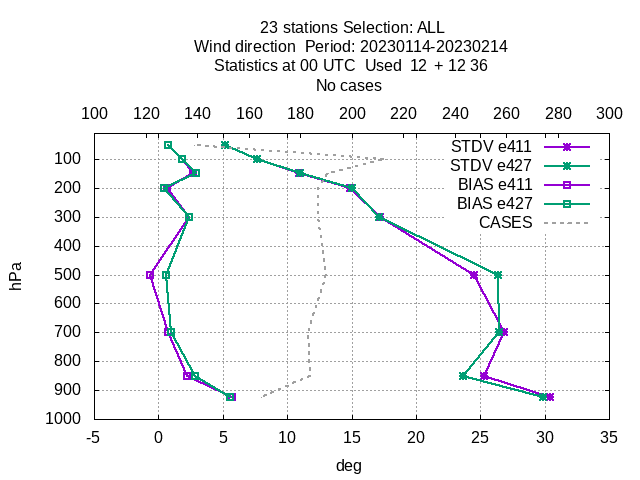 23 stations Selection: ALL
Wind direction  Period: 20230114-20230214
Statistics at 00 UTC  Used  12 + 12 36
No cases
100 120 140 160 180 200 220 240 260 280 300
STDV e411
STDV e427
BIAS e411
BIAS e427
CASES
100
200
300
400
500
600
700
800
900
1000
hPa
-5 0 5 10 15 20 25 30 35
deg